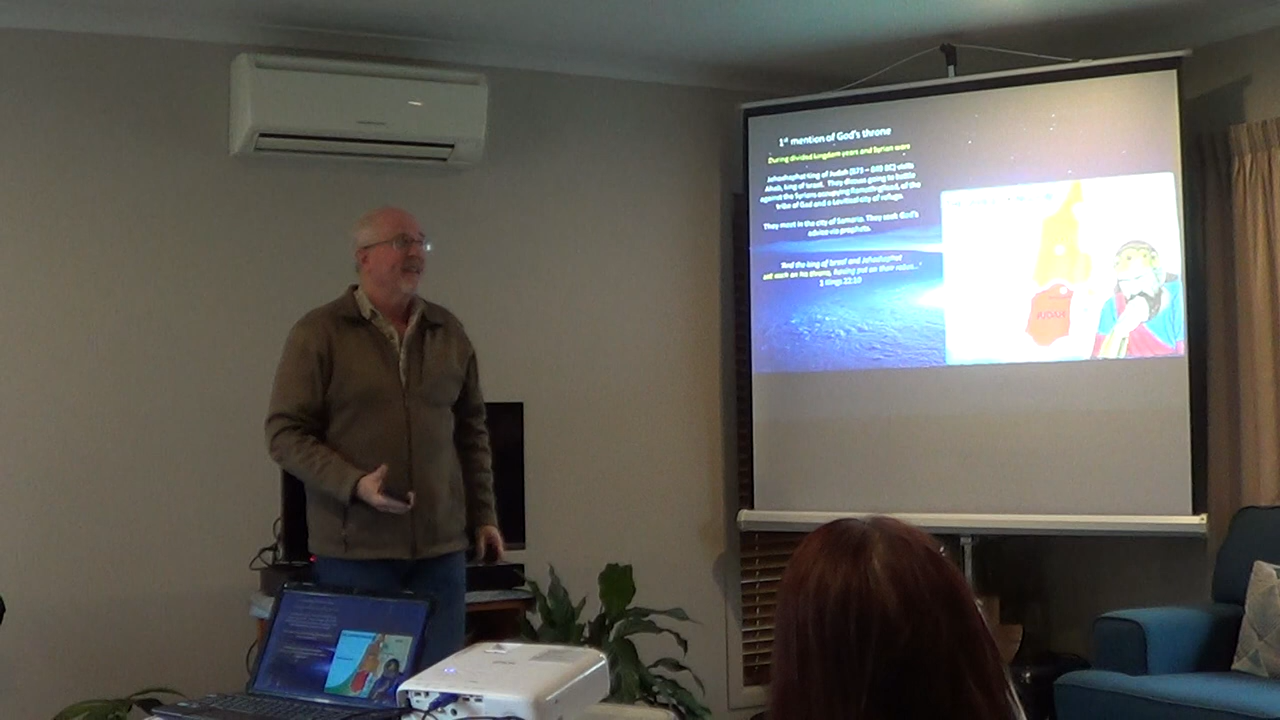 1st mention of God's throne
During divided kingdom years and Syrian wars
Jehoshaphat king of Judah (873 – 849 BC) visits
Ahab, king of Israel. They discuss going to battle
against the Syrians occupying Ramoth-gilead, of the
tribe of Gad and a Levitical city of refuge.
They meet in the city of Samaria. They seek God's
advice via prophets.
"And the king of Israel and Jehoshaphat
sat each on his throne, having put on their robes..."
1 Kings 22:10
JUDAH